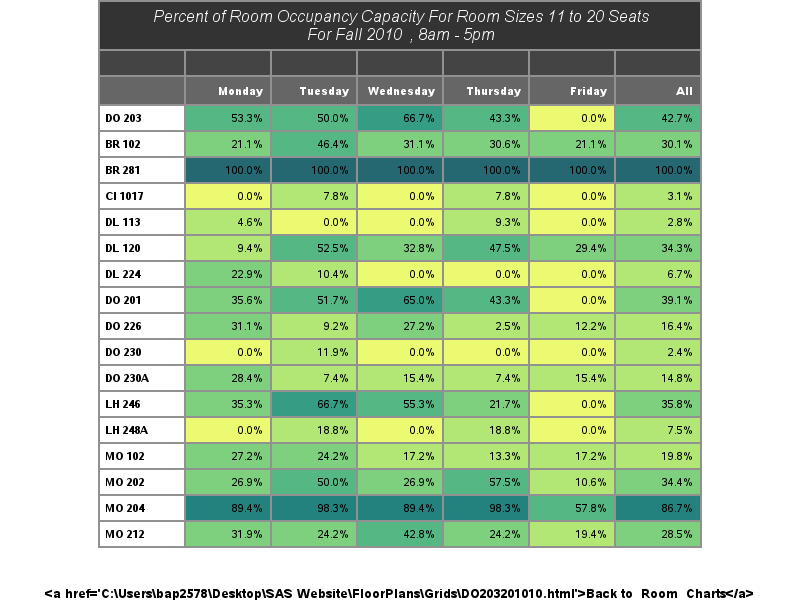 Percent of Room Occupancy Capacity For Room Sizes 11 to 20 Seats
For Fall 2010 , 8am - 5pm
Monday Tuesday Wednesday Thursday Friday All
DO 203 53.3% 50.0% 66.7% 43.3% 0.0% 42.7%
BR 102 21.1% 46.4% 31.1% 30.6% 21.1% 30.1%
BR 281 100.0% 100.0% 100.0% 100.0% 100.0% 100.0%
CI 1017 0.0% 7.8% 0.0% 7.8% 0.0% 3.1%
DL 113 4.6% 0.0% 0.0% 9.3% 0.0% 2.8%
DL 120 9.4% 52.5% 32.8% 47.5% 29.4% 34.3%
DL 224 22.9% 10.4% 0.0% 0.0% 0.0% 6.7%
DO 201 35.6% 51.7% 65.0% 43.3% 0.0% 39.1%
DO 226 31.1% 9.2% 27.2% 2.5% 12.2% 16.4%
DO 230 0.0% 11.9% 0.0% 0.0% 0.0% 2.4%
DO 230A 28.4% 7.4% 15.4% 7.4% 15.4% 14.8%
LH 246 35.3% 66.7% 55.3% 21.7% 0.0% 35.8%
LH 248A 0.0% 18.8% 0.0% 18.8% 0.0% 7.5%
MO 102 27.2% 24.2% 17.2% 13.3% 17.2% 19.8%
MO 202 26.9% 50.0% 26.9% 57.5% 10.6% 34.4%
MO 204 89.4% 98.3% 89.4% 98.3% 57.8% 86.7%
MO 212 31.9% 24.2% 42.8% 24.2% 19.4% 28.5%
<a href='C:\Users\bap2578\Desktop\SAS Website\FloorPlans\Grids\DO203201010.html'>Back to Room Charts</a>